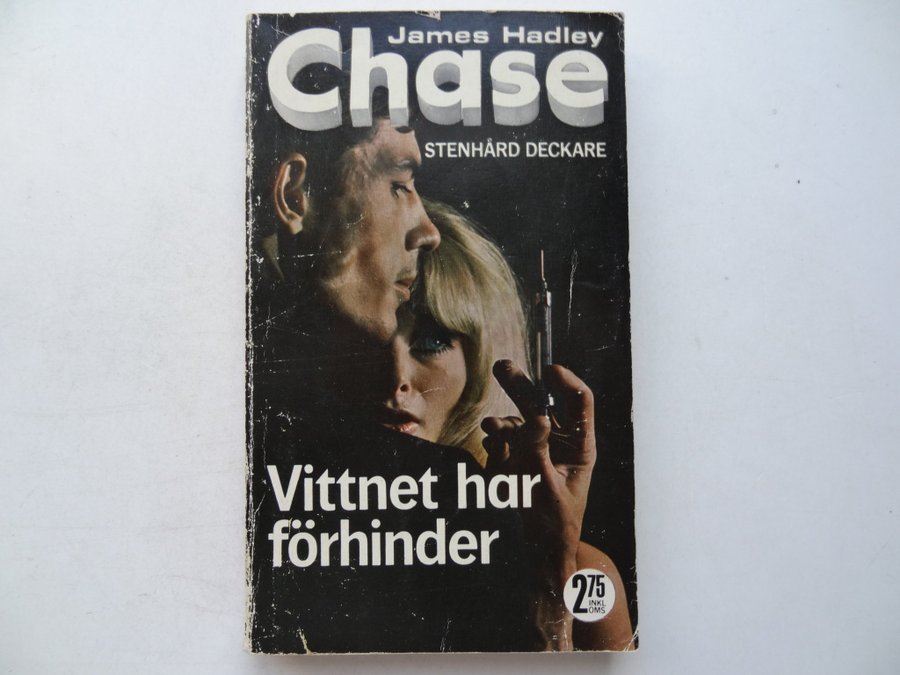 James Hadley
Chase
STENHÅRD DECKARE
Vittnet har
förhinder
2 75
INKL
OMS